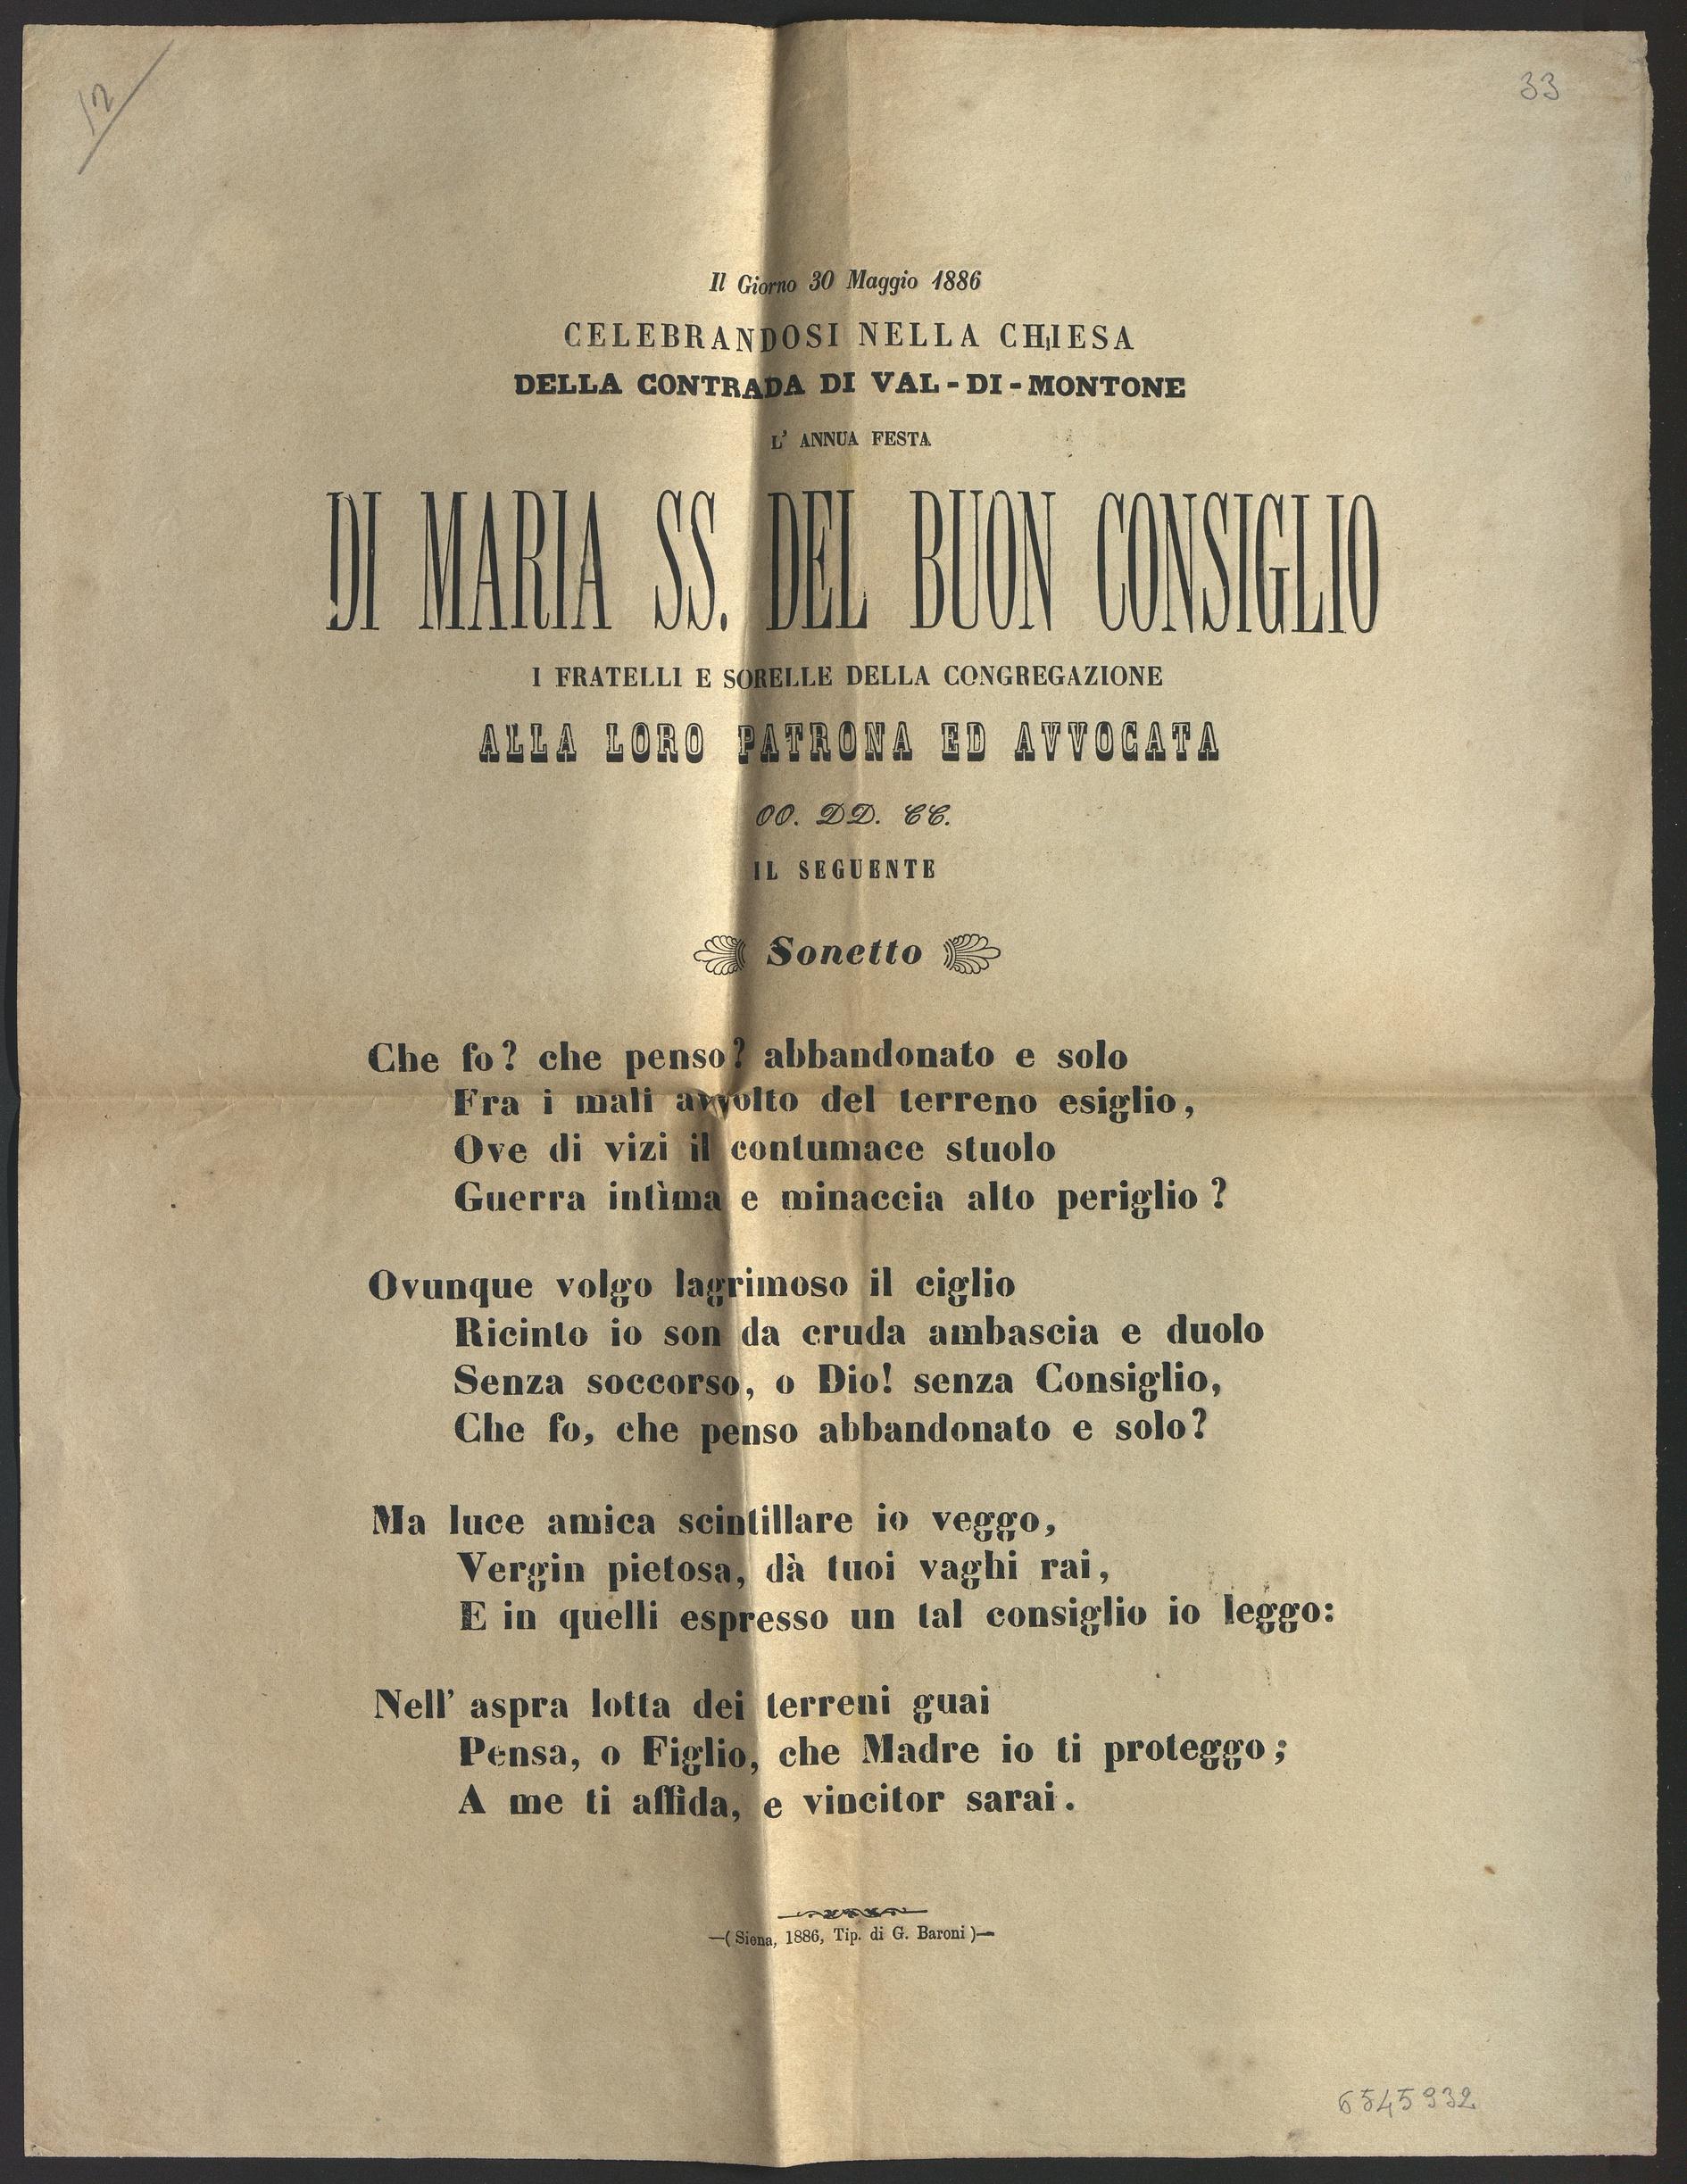 12
33
Il Giorno 30 Maggio 1886
CELEBRANDOSI NELLA CHIESA
DELLA CONTRADA DI VAL-DI-MONTONE
L' ANNUA FESTA
DI MARIA SS. DEL BUON CONSIGLIO
I FRATELLI E SORELLE DELLA CONGREGAZIONE
ALLA LORO PATRONA ED AVVOCATA
OO. DD. CC.
IL SEGUENTE
Sonetto
Che fo? che penso? abbandonato e solo
Fra i mali avvolto del terreno esiglio,
Ove di vizi il contumace stuolo
Guerra intìma e minaccia alto periglio?
Ovunque volgo lagrimoso il ciglio
Ricinto io son da cruda ambascia e duolo
Senza soccorso, o Dio! senza Consiglio,
Che fo, che penso abbandonato e solo?
Ma luce amica scintillare io veggo,
Vergin pietosa, dà tuoi vaghi rai,
E in quelli espresso un tal consiglio io leggo:
Nell' aspra lotta dei terreni guai
Pensa, o Figlio, che Madre io ti proteggo;
A me ti affida, e vincitor sarai.
—( Siena, 1886, Tip. di G. Baroni )—
6545932